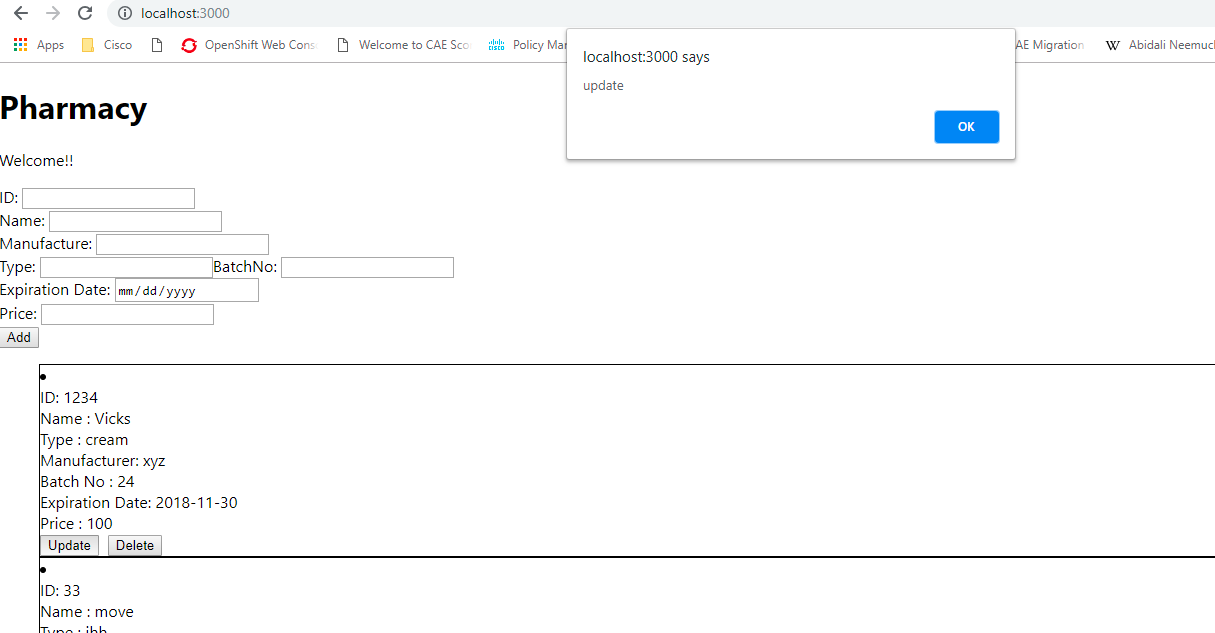 localhost:3000
Apps Cisco OpenShift Web Cons Welcome to CAE Sco Policy Mar AE Migration W Abidali Neemuch
localhost:3000 says
update
OK
Pharmacy
Welcome!!
ID:
Name:
Manufacture:
Type: BatchNo:
Expiration Date: mm/dd/yyyy
Price:
Add
ID: 1234
Name : Vicks
Type : cream
Manufacturer: xyz
Batch No : 24
Expiration Date: 2018-11-30
Price : 100
Update Delete
ID: 33
Name : move
Type : jhh